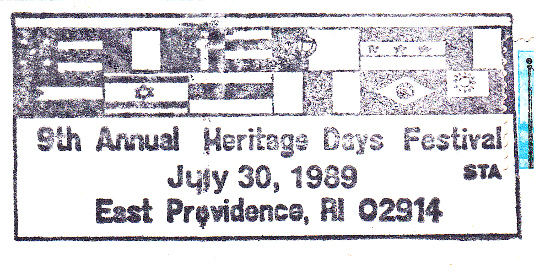 9th Annual Heritage Days Festival
July 30, 1989 STA
East Providence, RI 02914